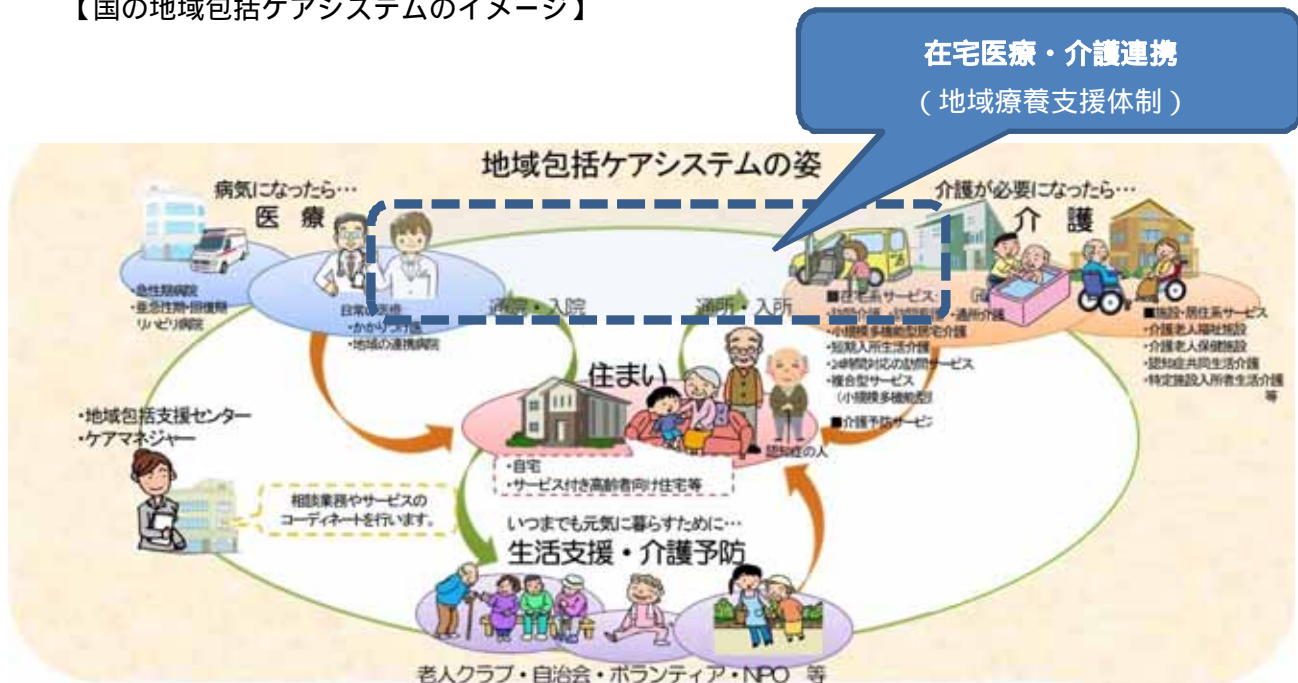 【国の地域包括ケアシステムのイメージ】
在宅医療・介護連携
（地域療養支援体制）
地域包括ケアシステムの姿
病気になったら…
医 療
・急性期病院
・亜急性期・回復期
リハビリ病院
日常の医療
・かかりつけ医
・地域の連携病院
通院・入院
通所・入所
介護が必要になったら…
介 護
■在宅系サービス:
・訪問介護 ・訪問看護 ・通所介護
・小規模多機能型居宅介護
・短期入所生活介護
・24時間対応の訪問サービス
・複合型サービス
（小規模多機能型
■介護予防サービ
■施設・居住系サービス
・介護老人福祉施設
・介護老人保健施設
・認知症共同生活介護
・特定施設入所者生活介護
等
住まい
認知症の人
・自宅
・サービス付き高齢者向け住宅等
・地域包括支援センター
・ケアマネジャー
相談業務やサービスの
コーディネートを行います。
いつまでも元気に暮らすために…
生活支援・介護予防
老人クラブ・自治会・ボランティア・NPO 等